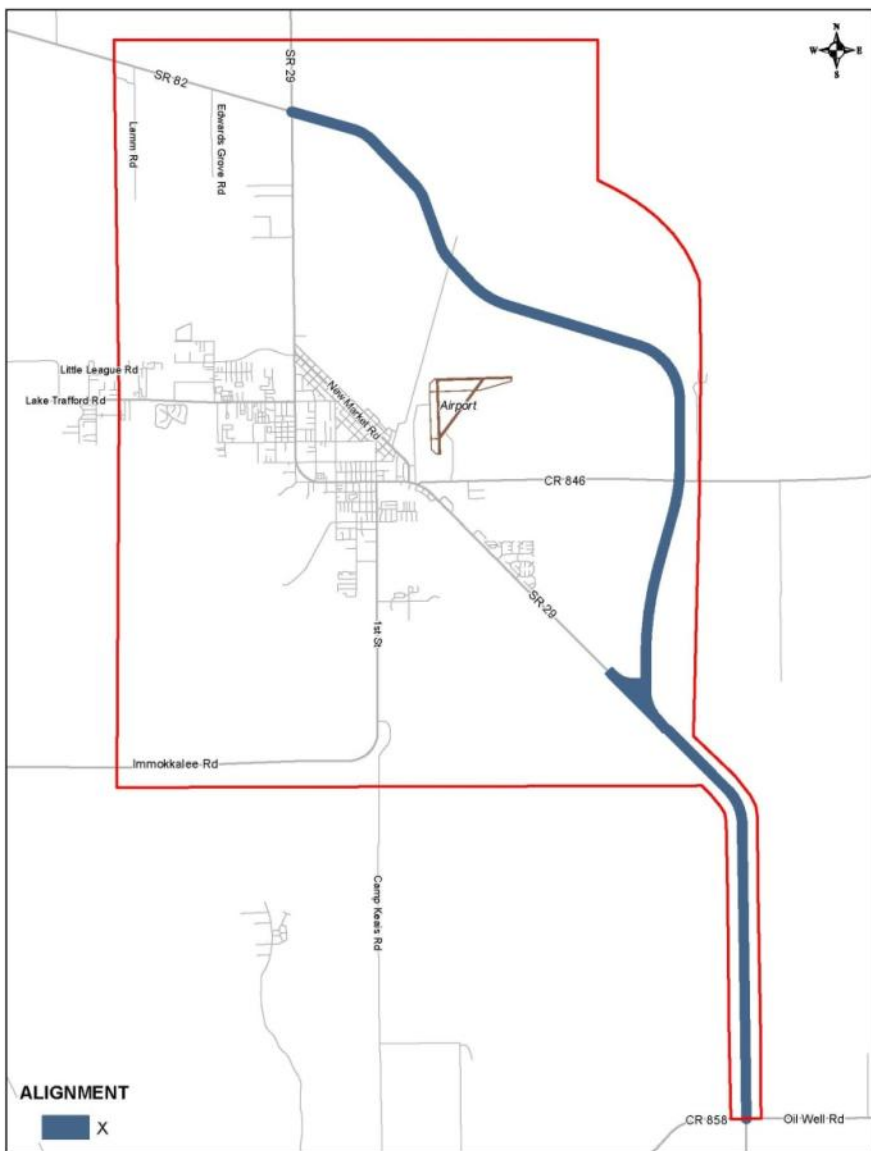 N
W E
S
SR 29
SR 82
Lamm Rd
Edwards Grove Rd
Little League Rd
Lake Trafford Rd
New Market Rd
Airport
CR 846
SR 29
1st St
Immokkalee Rd
Camp Keais Rd
ALIGNMENT
X
CR 858
Oil Well Rd